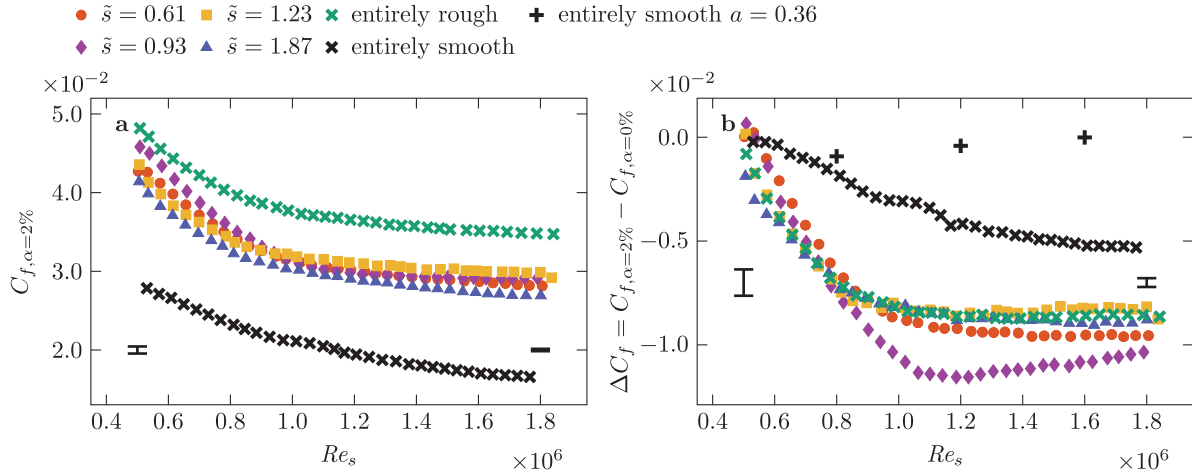 s̃ = 0.61 s̃ = 1.23 entirely rough entirely smooth a = 0.36
s̃ = 0.93 s̃ = 1.87 entirely smooth
×10⁻²
a
5.0
4.0
3.0
2.0
C_{f,α=2%}
0.4 0.6 0.8 1.0 1.2 1.4 1.6 1.8
Re_s
×10⁶
×10⁻²
b
0.0
−0.5
−1.0
ΔC_f = C_{f,α=2%} − C_{f,α=0%}
0.4 0.6 0.8 1.0 1.2 1.4 1.6 1.8
Re_s
×10⁶